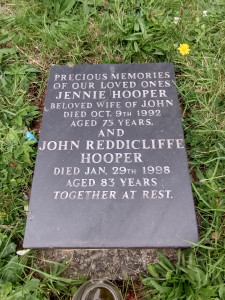 PRECIOUS MEMORIES
OF OUR LOVED ONES
JENNIE HOOPER
BELOVED WIFE OF JOHN
DIED OCT. 9TH 1992
AGED 75 YEARS.
AND
JOHN REDDICLIFFE
HOOPER
DIED JAN. 29TH 1998
AGED 83 YEARS
TOGETHER AT REST.